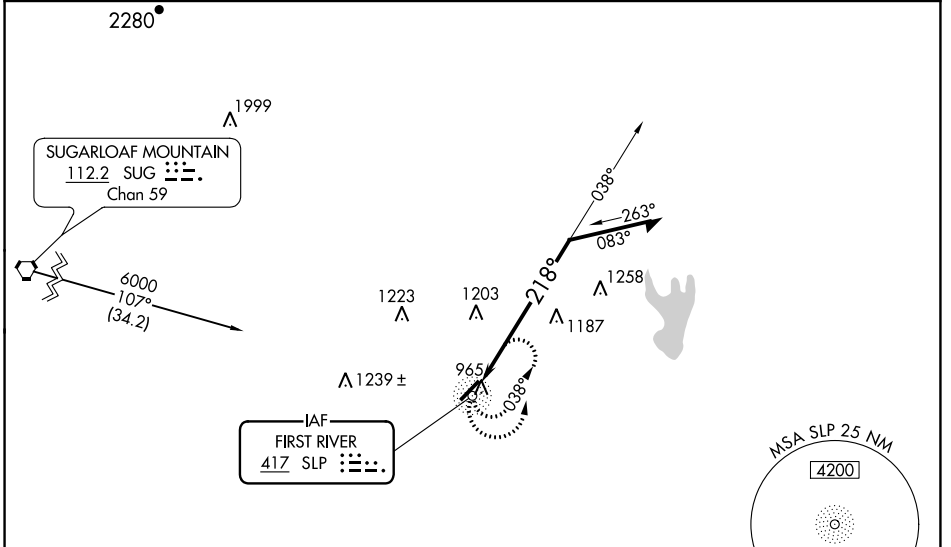 2280
1999
SUGARLOAF MOUNTAIN
112.2 SUG
Chan 59
6000
107°
(34.2)
038°
263°
083°
218°
1258
1223
1203
1187
1239 ±
965
038°
IAF
FIRST RIVER
417 SLP
MSA SLP 25 NM
4200